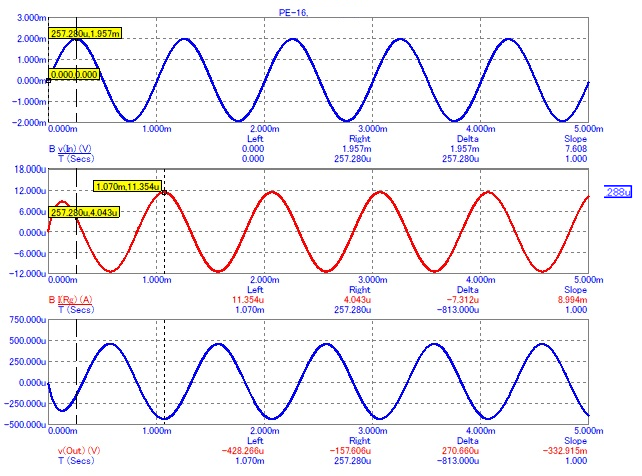 PE-16,
3.000m
257.280u,1.957m
2.000m
1.000m
0.000m
0.000,0.000
-1.000m
-2.000m
0.000m 1.000m 2.000m 3.000m 4.000m 5.000m
Left Right Delta Slope
B v(In) (V) 0.000 1.957m 1.957m 7.608
T (Secs) 0.000 257.280u 257.280u 1.000
18.000u
12.000u
1.070m,11.354u
288u
6.000u
257.280u,4.043u
0.000u
-6.000u
-12.000u
0.000m 1.000m 2.000m 3.000m 4.000m 5.000m
Left Right Delta Slope
B I(Rg) (A) 11.354u 4.043u -7.312u 8.994m
T (Secs) 1.070m 257.280u -813.000u 1.000
750.000u
500.000u
250.000u
0.000u
-250.000u
-500.000u
0.000m 1.000m 2.000m 3.000m 4.000m 5.000m
Left Right Delta Slope
v(Out) (V) -428.266u -157.606u 270.660u -332.915m
T (Secs) 1.070m 257.280u -813.000u 1.000